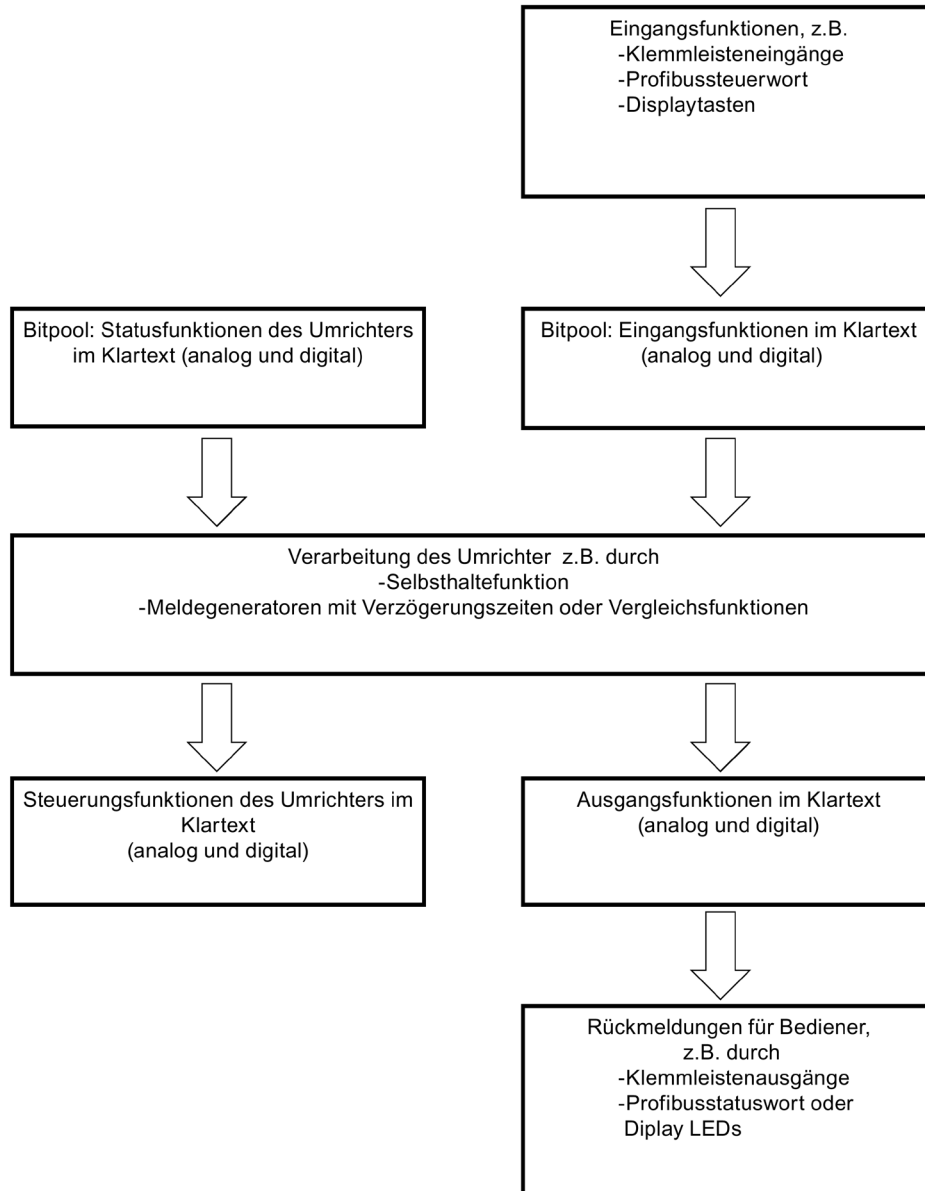 Eingangsfunktionen, z.B.
-Klemmleisteneingänge
-Profibussteuerwort
-Displaytasten
Bitpool: Statusfunktionen des Umrichters
im Klartext (analog und digital)
Bitpool: Eingangsfunktionen im Klartext
(analog und digital)
Verarbeitung des Umrichter z.B. durch
-Selbsthaltefunktion
-Meldegeneratoren mit Verzögerungszeiten oder Vergleichsfunktionen
Steuerungsfunktionen des Umrichters im
Klartext
(analog und digital)
Ausgangsfunktionen im Klartext
(analog und digital)
Rückmeldungen für Bediener,
z.B. durch
-Klemmleistenausgänge
-Profibusstatuswort oder
Diplay LEDs